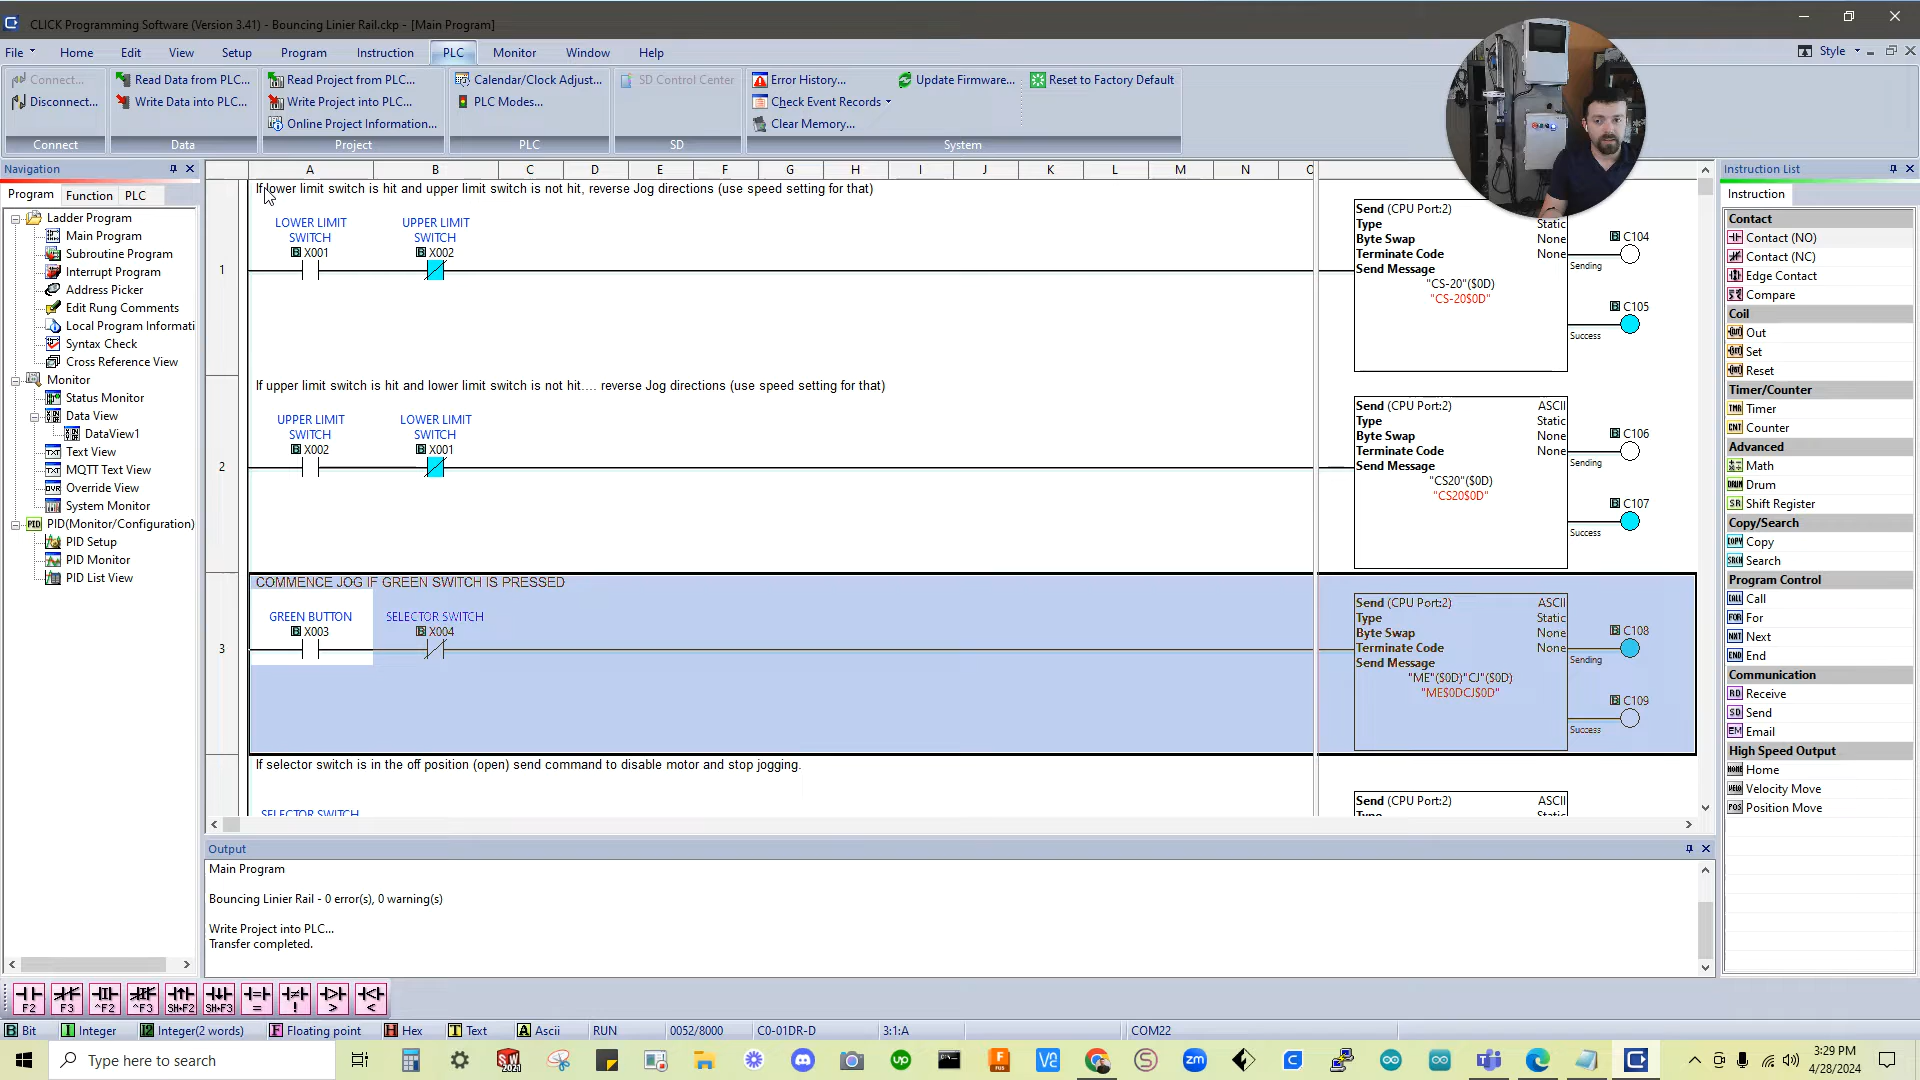 CLICK Programming Software (Version 3.41) - Bouncing Linier Rail.ckp - [Main Program]
File Home Edit View Setup Program Instruction PLC Monitor Window Help Style
Connect... Read Data from PLC... Read Project from PLC... Calendar/Clock Adjust... SD Control Center Error History... Update Firmware... Reset to Factory Default
Disconnect... Write Data into PLC... Write Project into PLC... PLC Modes... Check Event Records
Online Project Information... Clear Memory...
Connect Data Project PLC SD System
Navigation
Program Function PLC
Ladder Program
Main Program
Subroutine Program
Interrupt Program
Address Picker
Edit Rung Comments
Local Program Informati
Syntax Check
Cross Reference View
Monitor
Status Monitor
Data View
DataView1
Text View
MQTT Text View
Override View
System Monitor
PID(Monitor/Configuration)
PID Setup
PID Monitor
PID List View
A B C D E F G H I J K L M N
If lower limit switch is hit and upper limit switch is not hit, reverse Jog directions (use speed setting for that)
LOWER LIMIT SWITCH
X001
UPPER LIMIT SWITCH
X002
1
Send (CPU Port:2)
Type Static
Byte Swap None
Terminate Code None
Send Message
"CS-20"($0D)
"CS-20$0D"
C104
Sending
C105
Success
If upper limit switch is hit and lower limit switch is not hit.... reverse Jog directions (use speed setting for that)
UPPER LIMIT SWITCH
X002
LOWER LIMIT SWITCH
X001
2
Send (CPU Port:2) ASCII
Type Static
Byte Swap None
Terminate Code None
Send Message
"CS20"($0D)
"CS20$0D"
C106
Sending
C107
Success
COMMENCE JOG IF GREEN SWITCH IS PRESSED
GREEN BUTTON
X003
SELECTOR SWITCH
X004
3
Send (CPU Port:2) ASCII
Type Static
Byte Swap None
Terminate Code None
Send Message
"ME"($0D)"CJ"($0D)
"ME$0DCJ$0D"
C108
Sending
C109
Success
If selector switch is in the off position (open) send command to disable motor and stop jogging.
SELECTOR SWITCH
Send (CPU Port:2) ASCII
Type Static
Instruction List
Instruction
Contact
Contact (NO)
Contact (NC)
Edge Contact
Compare
Coil
Out
Set
Reset
Timer/Counter
Timer
Counter
Advanced
Math
Drum
Shift Register
Copy/Search
Copy
Search
Program Control
Call
For
Next
End
Communication
Receive
Send
Email
High Speed Output
Home
Velocity Move
Position Move
Output
Main Program
Bouncing Linier Rail - 0 error(s), 0 warning(s)
Write Project into PLC...
Transfer completed.
F2 F3 ^F2 ^F3 SH+F2 SH+F3 = ! > <
Bit Integer Integer(2 words) Floating point Hex Text Ascii RUN 0052/8000 C0-01DR-D 3:1:A COM22
Type here to search
3:29 PM
4/28/2024